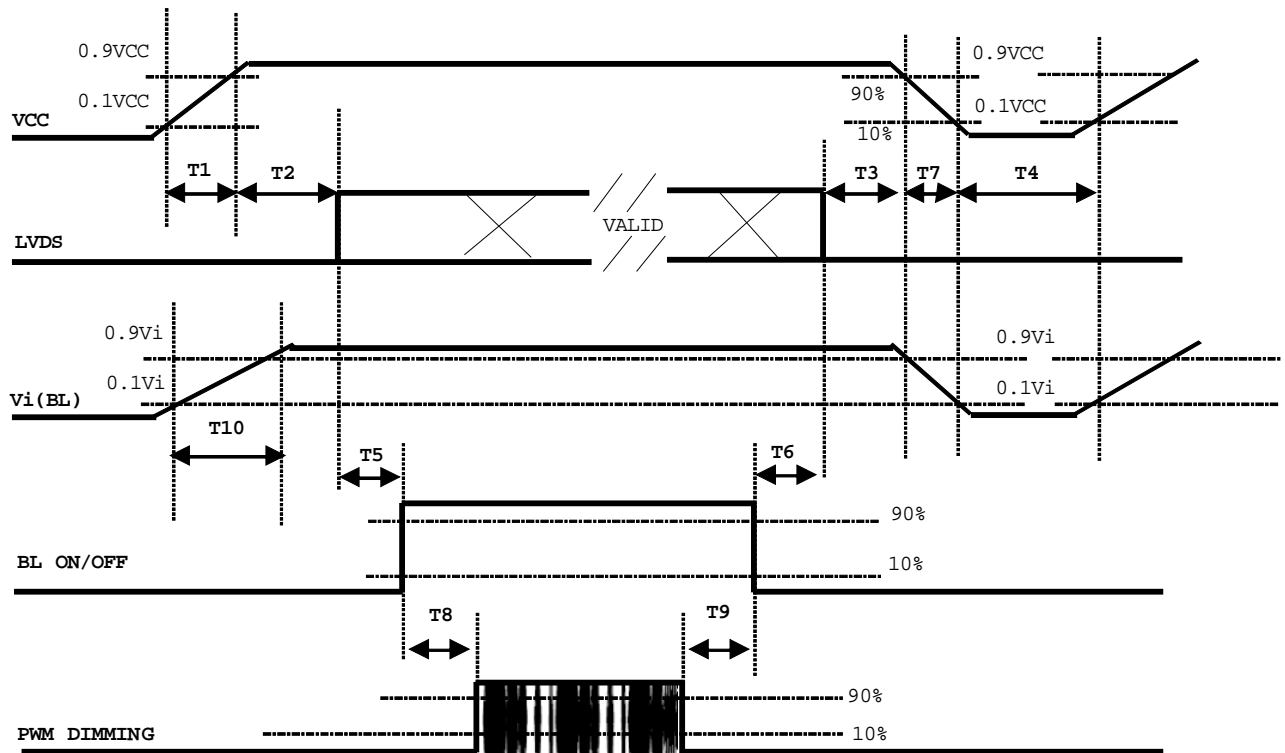 0.9VCC
0.9VCC
90%
0.1VCC
0.1VCC
VCC
10%
T1
T2
T3
T7
T4
VALID
LVDS
0.9Vi
0.9Vi
0.1Vi
0.1Vi
Vi(BL)
T10
T5
T6
90%
BL ON/OFF
10%
T8
T9
90%
PWM DIMMING
10%